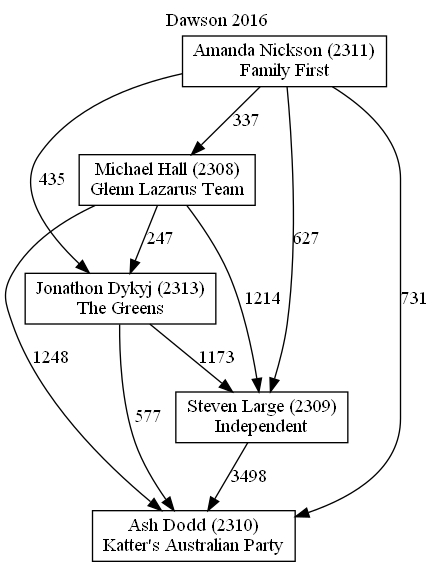 Dawson 2016
Amanda Nickson (2311)
Family First
337
Michael Hall (2308)
Glenn Lazarus Team
435
247
627
Jonathon Dykyj (2313)
The Greens
1214
731
1248
1173
Steven Large (2309)
Independent
577
3498
Ash Dodd (2310)
Katter's Australian Party